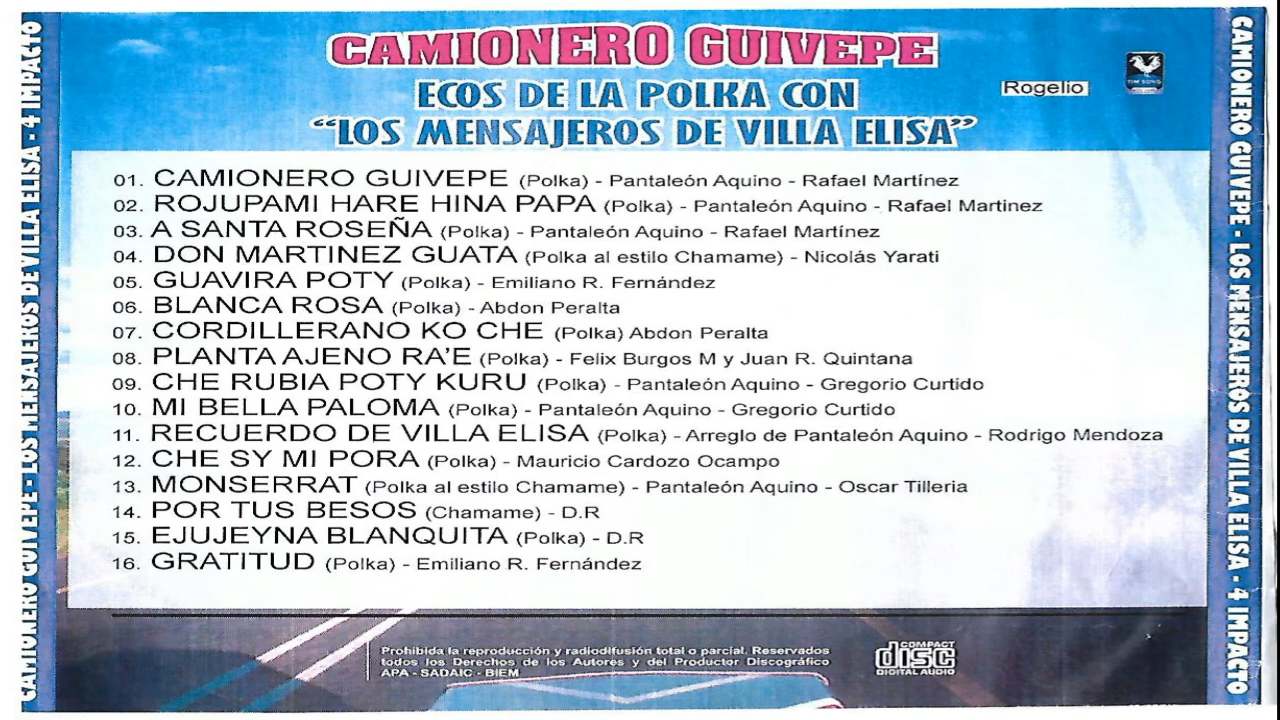 CAMIONERO GUIVEPE
ECOS DE LA POLKA CON
“LOS MENSAJEROS DE VILLA ELISA”
Rogelio
01. CAMIONERO GUIVEPE (Polka) - Pantaleón Aquino - Rafael Martínez
02. ROJUPAMI HARE HINA PAPA (Polka) - Pantaleón Aquino - Rafael Martinez
03. A SANTA ROSEÑA (Polka) - Pantaleón Aquino - Rafael Martínez
04. DON MARTINEZ GUATA (Polka al estilo Chamame) - Nicolás Yarati
05. GUAVIRA POTY (Polka) - Emiliano R. Fernández
06. BLANCA ROSA (Polka) - Abdon Peralta
07. CORDILLERANO KO CHE (Polka) Abdon Peralta
08. PLANTA AJENO RA’E (Polka) - Felix Burgos M y Juan R. Quintana
09. CHE RUBIA POTY KURU (Polka) - Pantaleón Aquino - Gregorio Curtido
10. MI BELLA PALOMA (Polka) - Pantaleón Aquino - Gregorio Curtido
11. RECUERDO DE VILLA ELISA (Polka) - Arreglo de Pantaleón Aquino - Rodrigo Mendoza
12. CHE SY MI PORA (Polka) - Mauricio Cardozo Ocampo
13. MONSERRAT (Polka al estilo Chamame) - Pantaleón Aquino - Oscar Tilleria
14. POR TUS BESOS (Chamame) - D.R
15. EJUJEYNA BLANQUITA (Polka) - D.R
16. GRATITUD (Polka) - Emiliano R. Fernández
Prohibida la reproducción y radiodifusión total o parcial. Reservados
todos los Derechos de los Autores y del Productor Discográfico
APA - SADAIC - BIEM
COMPACT
disc
DIGITAL AUDIO
CAMIONERO GUIVEPE - LOS MENSAJEROS DE VILLA ELISA - 4 IMPACTO
CAMIONERO GUIVEPE - LOS MENSAJEROS DE VILLA ELISA - 4 IMPACTO